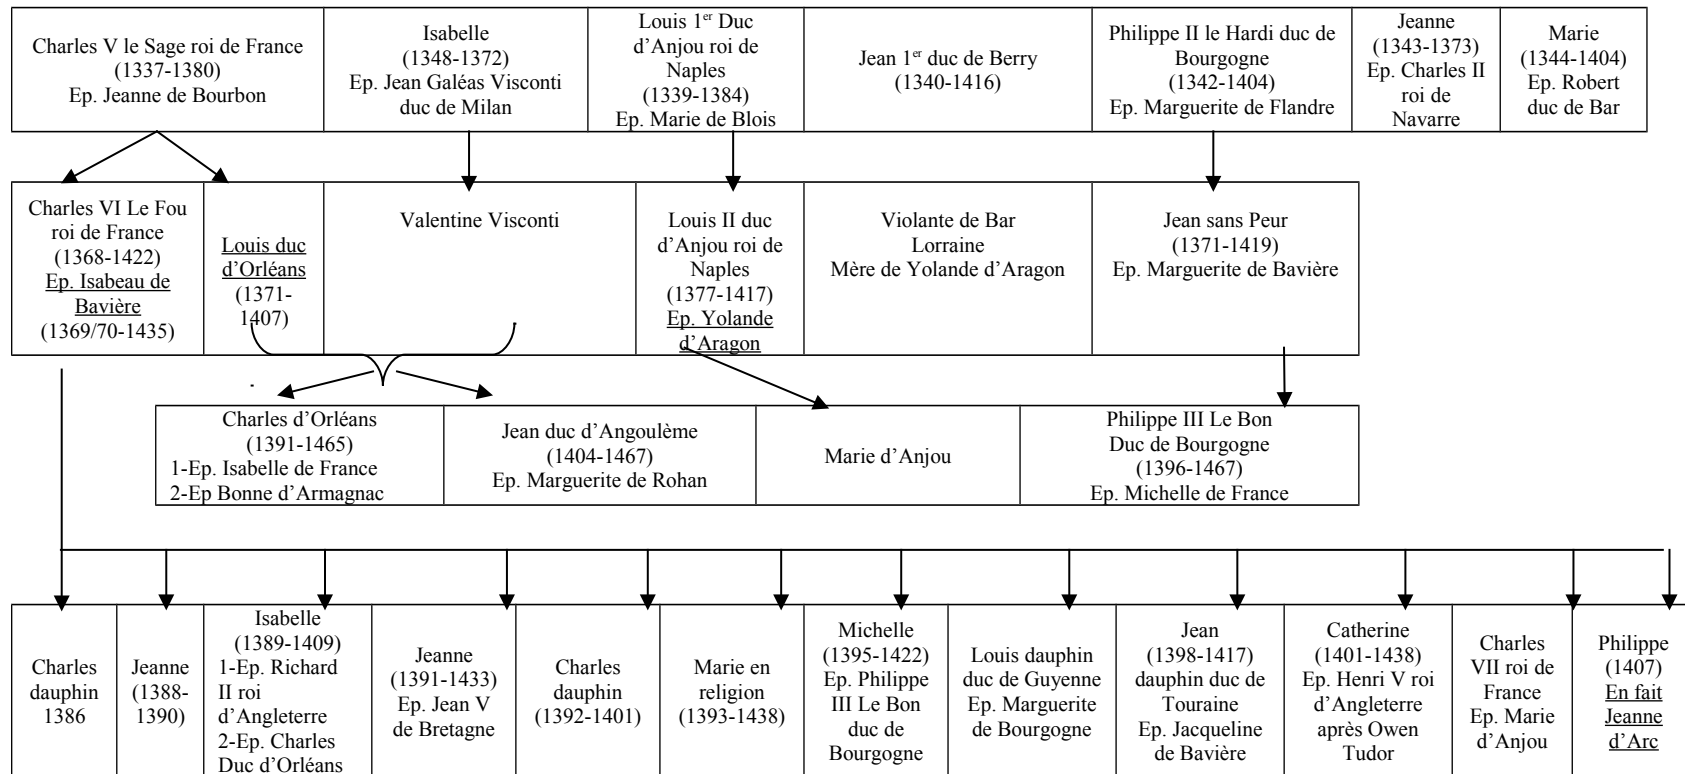 Charles V le Sage roi de France
(1337-1380)
Ep. Jeanne de Bourbon
Isabelle
(1348-1372)
Ep. Jean Galéas Visconti
duc de Milan
Louis 1er Duc
d’Anjou roi de
Naples
(1339-1384)
Ep. Marie de Blois
Jean 1er duc de Berry
(1340-1416)
Philippe II le Hardi duc de
Bourgogne
(1342-1404)
Ep. Marguerite de Flandre
Jeanne
(1343-1373)
Ep. Charles II
roi de
Navarre
Marie
(1344-1404)
Ep. Robert
duc de Bar
Charles VI Le Fou
roi de France
(1368-1422)
Ep. Isabeau de
Bavière
(1369/70-1435)
Louis duc
d’Orléans
(1371-
1407)
Valentine Visconti
Louis II duc
d’Anjou roi de
Naples
(1377-1417)
Ep. Yolande
d’Aragon
Violante de Bar
Lorraine
Mère de Yolande d’Aragon
Jean sans Peur
(1371-1419)
Ep. Marguerite de Bavière
Charles d’Orléans
(1391-1465)
1-Ep. Isabelle de France
2-Ep Bonne d’Armagnac
Jean duc d’Angoulème
(1404-1467)
Ep. Marguerite de Rohan
Marie d’Anjou
Philippe III Le Bon
Duc de Bourgogne
(1396-1467)
Ep. Michelle de France
Charles
dauphin
1386
Jeanne
(1388-
1390)
Isabelle
(1389-1409)
1-Ep. Richard
II roi
d’Angleterre
2-Ep. Charles
Duc d’Orléans
Jeanne
(1391-1433)
Ep. Jean V
de Bretagne
Charles
dauphin
(1392-1401)
Marie en
religion
(1393-1438)
Michelle
(1395-1422)
Ep. Philippe
III Le Bon
duc de
Bourgogne
Louis dauphin
duc de Guyenne
Ep. Marguerite
de Bourgogne
Jean
(1398-1417)
dauphin duc de
Touraine
Ep. Jacqueline
de Bavière
Catherine
(1401-1438)
Ep. Henri V roi
d’Angleterre
après Owen
Tudor
Charles
VII roi de
France
Ep. Marie
d’Anjou
Philippe
(1407)
En fait
Jeanne
d’Arc